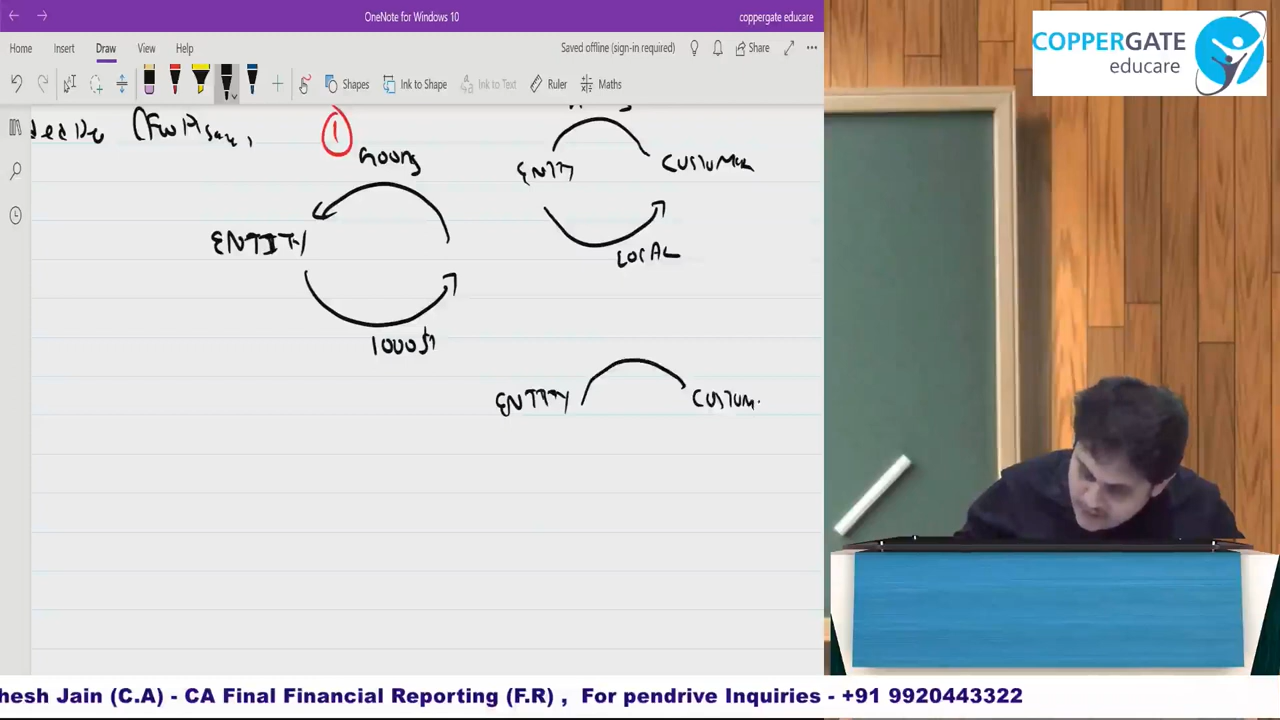 OneNote for Windows 10
coppergate educare
Home Insert Draw View Help
Saved offline (sign-in required)
Share
Shapes Ink to Shape Ink to Text Ruler Maths
COPPERGATE
educare
1
Goods
ENTITY
1000$
ENTITY CUSTOMER
LOCAL
ENTITY CUSTOM
hesh Jain (C.A) - CA Final Financial Reporting (F.R) , For pendrive Inquiries - +91 9920443322